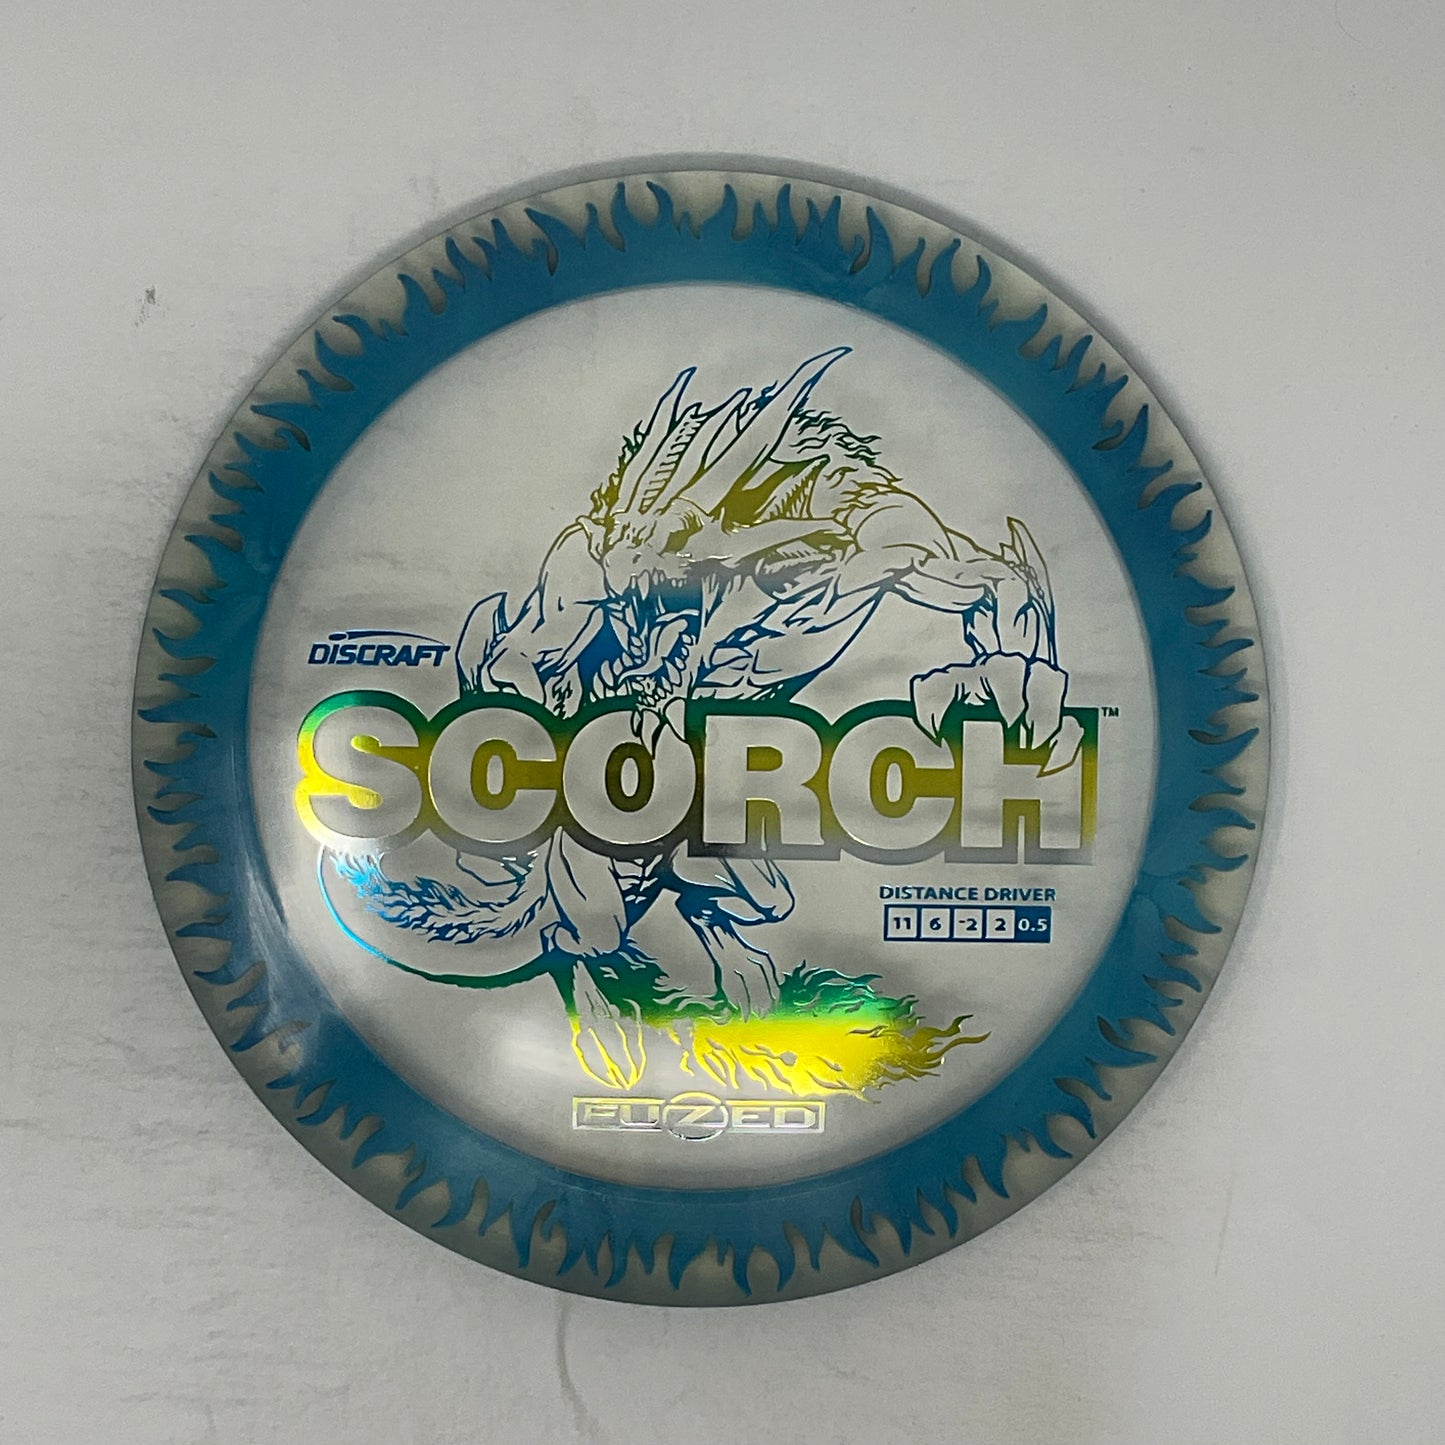 DISCRAFT
SCORCH™
DISTANCE DRIVER
11 6 -2 2 0.5
FUZED